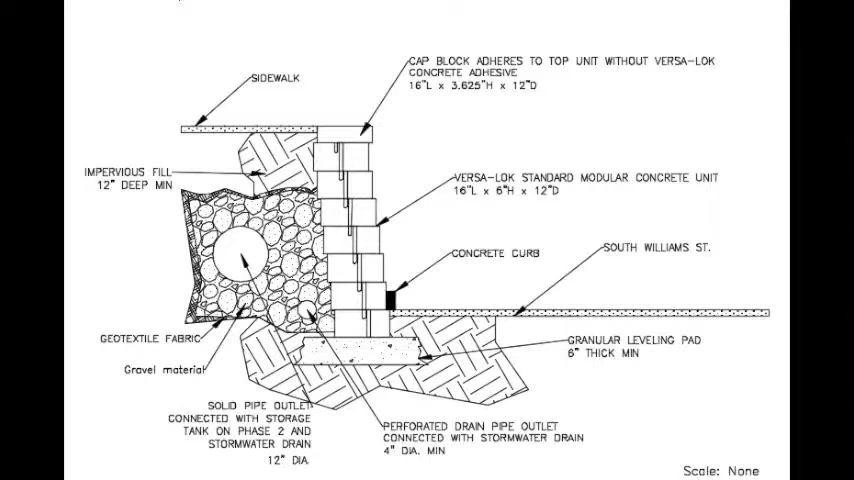 CAP BLOCK ADHERES TO TOP UNIT WITHOUT VERSA-LOK
CONCRETE ADHESIVE
16"L x 3.625"H x 12"D
SIDEWALK
IMPERVIOUS FILL
12" DEEP MIN
VERSA-LOK STANDARD MODULAR CONCRETE UNIT
16"L x 6"H x 12"D
CONCRETE CURB
SOUTH WILLIAMS ST.
GEOTEXTILE FABRIC
GRANULAR LEVELING PAD
6" THICK MIN
Gravel material
SOLID PIPE OUTLET
CONNECTED WITH STORAGE
TANK ON PHASE 2 AND
STORMWATER DRAIN
12" DIA.
PERFORATED DRAIN PIPE OUTLET
CONNECTED WITH STORMWATER DRAIN
4" DIA. MIN
Scale: None